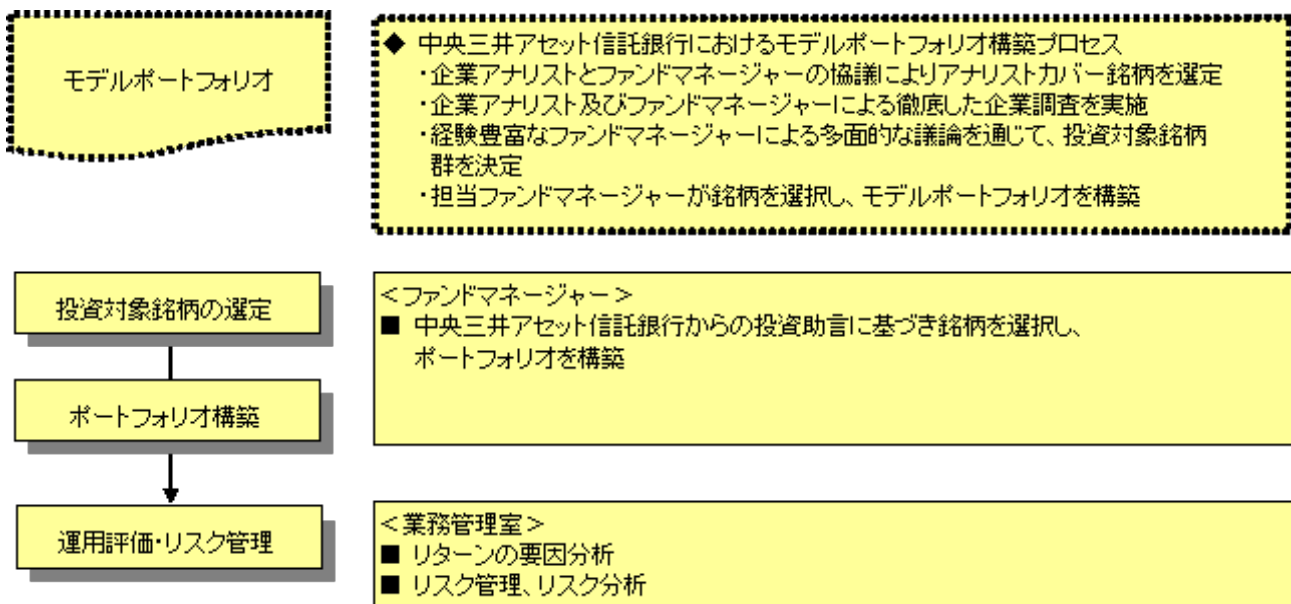 モデルポートフォリオ
◆ 中央三井アセット信託銀行におけるモデルポートフォリオ構築プロセス
・企業アナリストとファンドマネージャーの協議によりアナリストカバー銘柄を選定
・企業アナリスト及びファンドマネージャーによる徹底した企業調査を実施
・経験豊富なファンドマネージャーによる多面的な議論を通じて、投資対象銘柄
群を決定
・担当ファンドマネージャーが銘柄を選択し、モデルポートフォリオを構築
投資対象銘柄の選定
ポートフォリオ構築
<ファンドマネージャー>
■ 中央三井アセット信託銀行からの投資助言に基づき銘柄を選択し、
ポートフォリオを構築
運用評価・リスク管理
<業務管理室>
■ リターンの要因分析
■ リスク管理、リスク分析